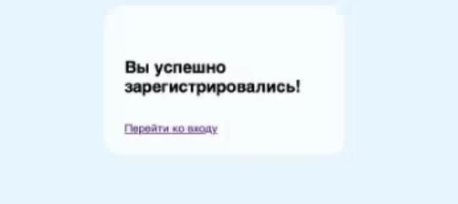 Вы успешно
зарегистрировались!
Перейти ко входу